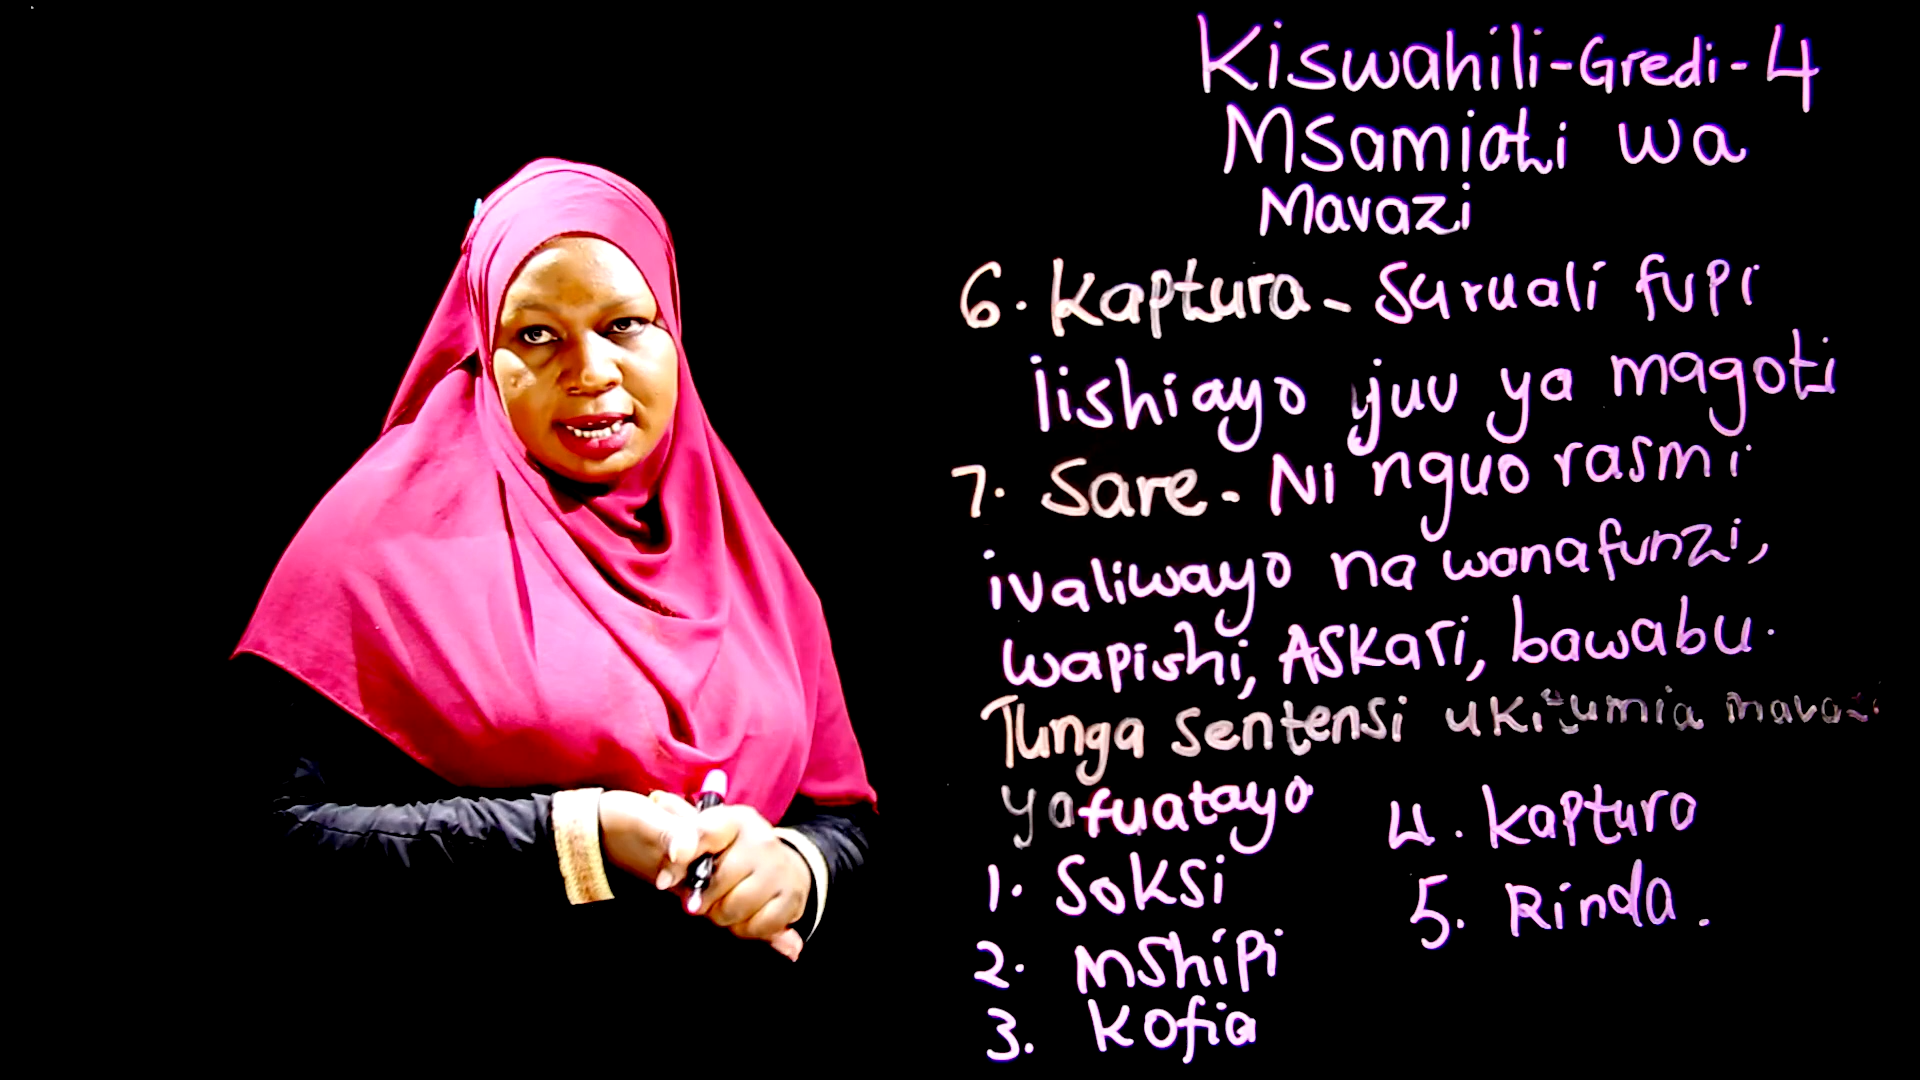 Kiswahili-Gredi-4
Msamiati wa
Mavazi
6. Kaptura - Suruali fupi
iishiayo juu ya magoti
7. Sare - Ni nguo rasmi
ivaliwayo na wanafunzi,
wapishi, Askari, bawabu.
Tunga sentensi ukitumia mavazi
yafuatayo
1. Soksi
2. Mshipi
3. Kofia
4. Kaptura
5. Rinda.